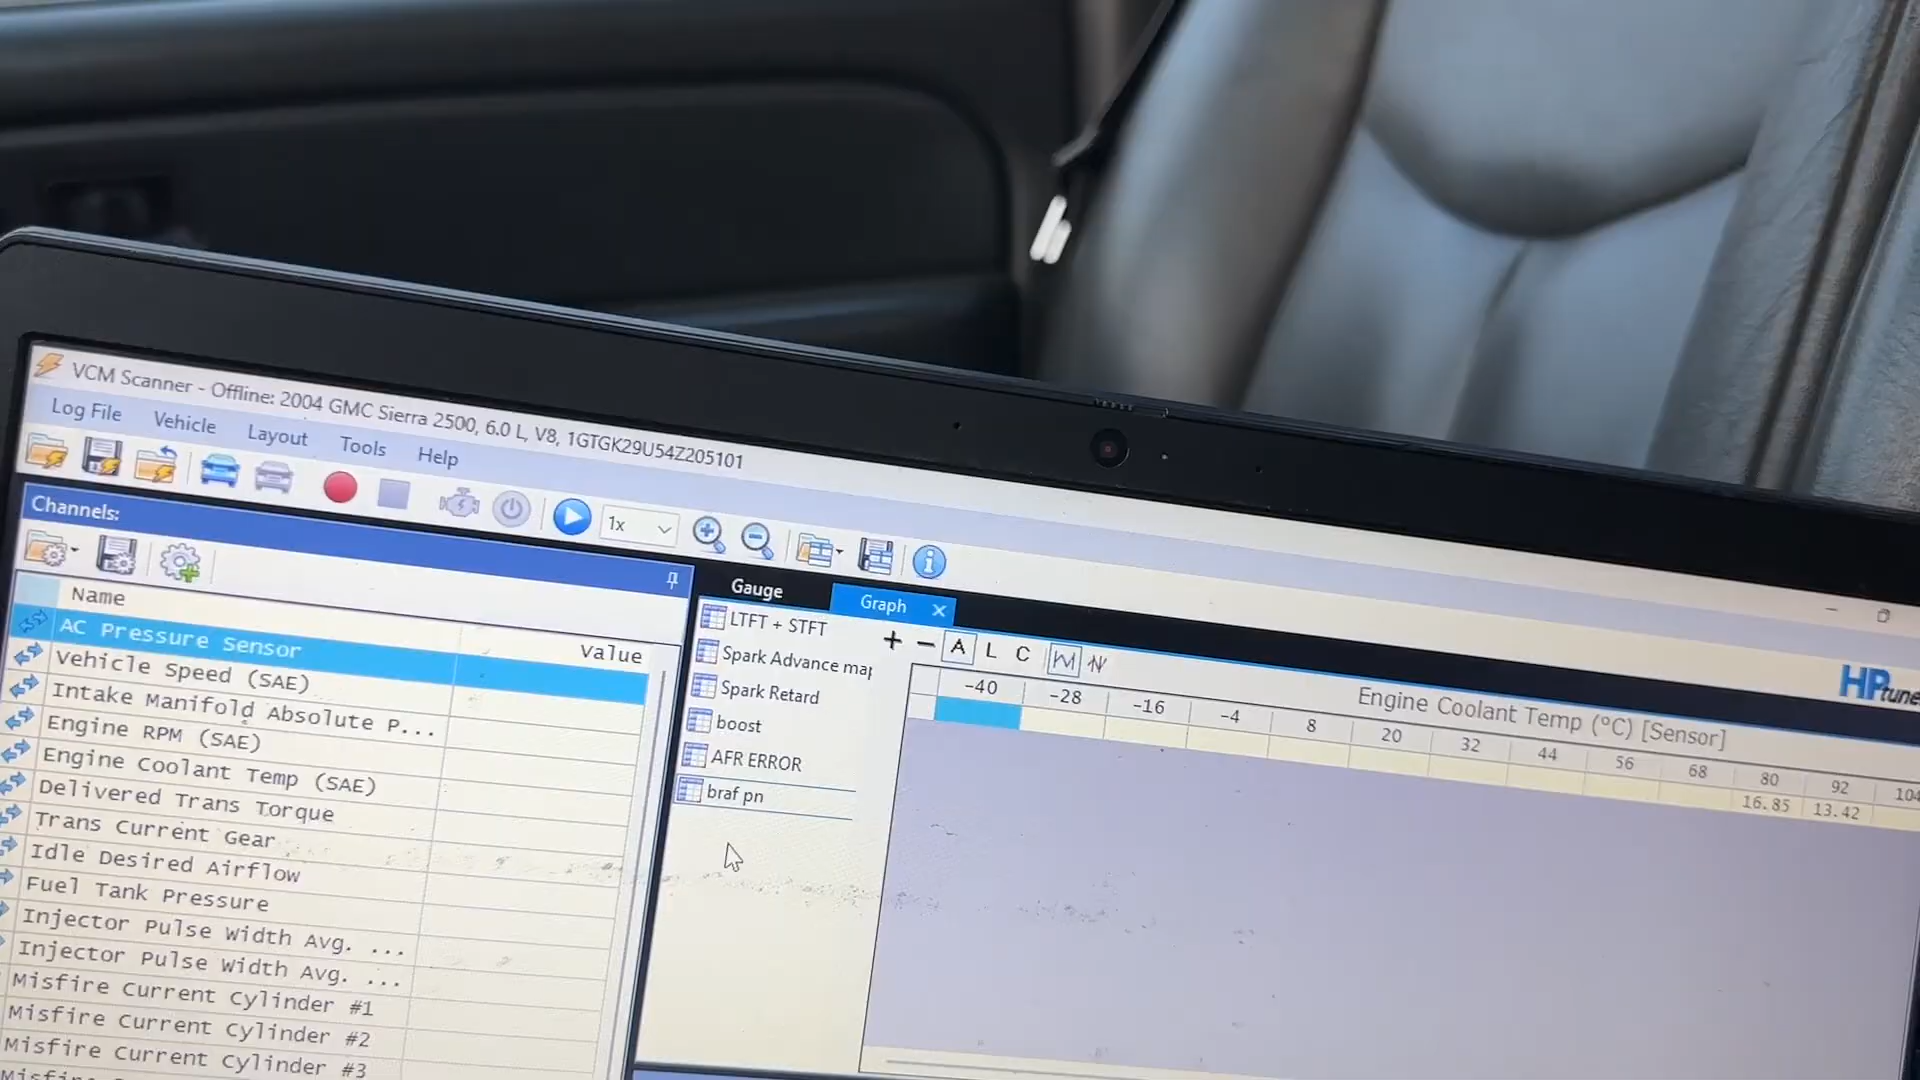 VCM Scanner - Offline: 2004 GMC Sierra 2500, 6.0 L, V8, 1GTGK29U54Z205101
Log File Vehicle Layout Tools Help
1x
Channels:
Name Value
AC Pressure Sensor
Vehicle Speed (SAE)
Intake Manifold Absolute P...
Engine RPM (SAE)
Engine Coolant Temp (SAE)
Delivered Trans Torque
Trans Current Gear
Idle Desired Airflow
Fuel Tank Pressure
Injector Pulse Width Avg. ...
Injector Pulse Width Avg. ...
Misfire Current Cylinder #1
Misfire Current Cylinder #2
Misfire Current Cylinder #3
Gauge Graph
LTFT + STFT
Spark Advance map
Spark Retard
boost
AFR ERROR
braf pn
+ - A L C
HPtune
Engine Coolant Temp (°C) [Sensor]
-40 -28 -16 -4 8 20 32 44 56 68 80 92 104
16.85 13.42